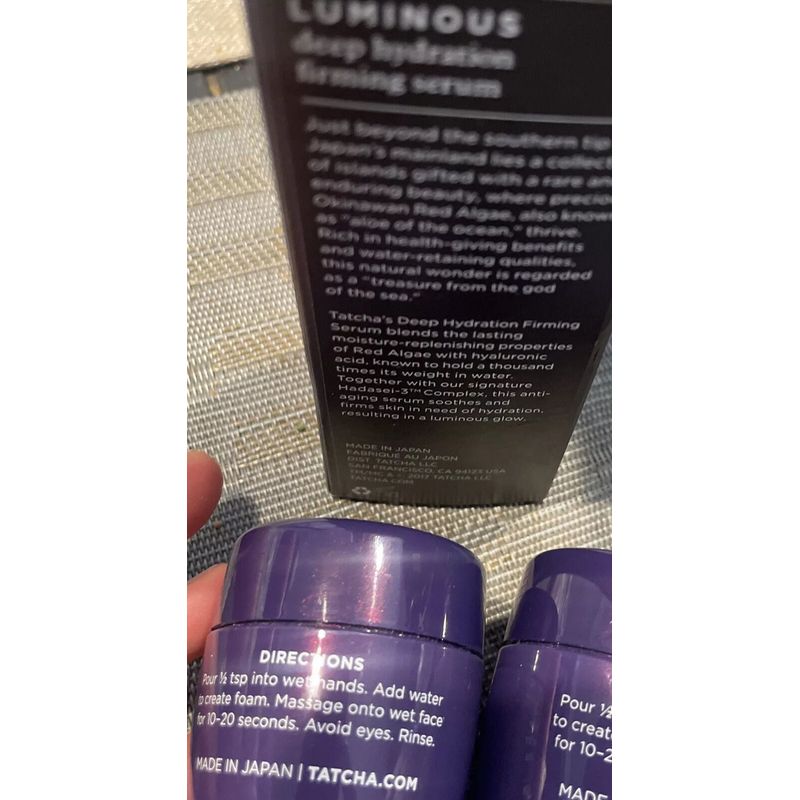 LUMINOUS
deep hydration
firming serum
Just beyond the southern tip
Japan's mainland lies a collect
of islands gifted with a rare an
enduring beauty, where precio
Okinawan Red Algae, also know
as "aloe of the ocean," thrive.
Rich in health-giving benefits
and water-retaining qualities,
this natural wonder is regarded
as a "treasure from the god
of the sea."
Tatcha's Deep Hydration Firming
Serum blends the lasting
moisture-replenishing properties
of Red Algae with hyaluronic
acid, known to hold a thousand
times its weight in water.
Together with our signature
Hadasei-3™ Complex, this anti-
aging serum soothes and
firms skin in need of hydration,
resulting in a luminous glow.
MADE IN JAPAN
FABRIQUÉ AU JAPON
DIST. TATCHA LLC
SAN FRANCISCO, CA 94123 USA
TM/MC & © 2017 TATCHA LLC
TATCHA.COM
DIRECTIONS
Pour ½ tsp into wet hands. Add water
to create foam. Massage onto wet face
for 10-20 seconds. Avoid eyes. Rinse.
MADE IN JAPAN | TATCHA.COM
Pour ½
to creat
for 10-2
MADE